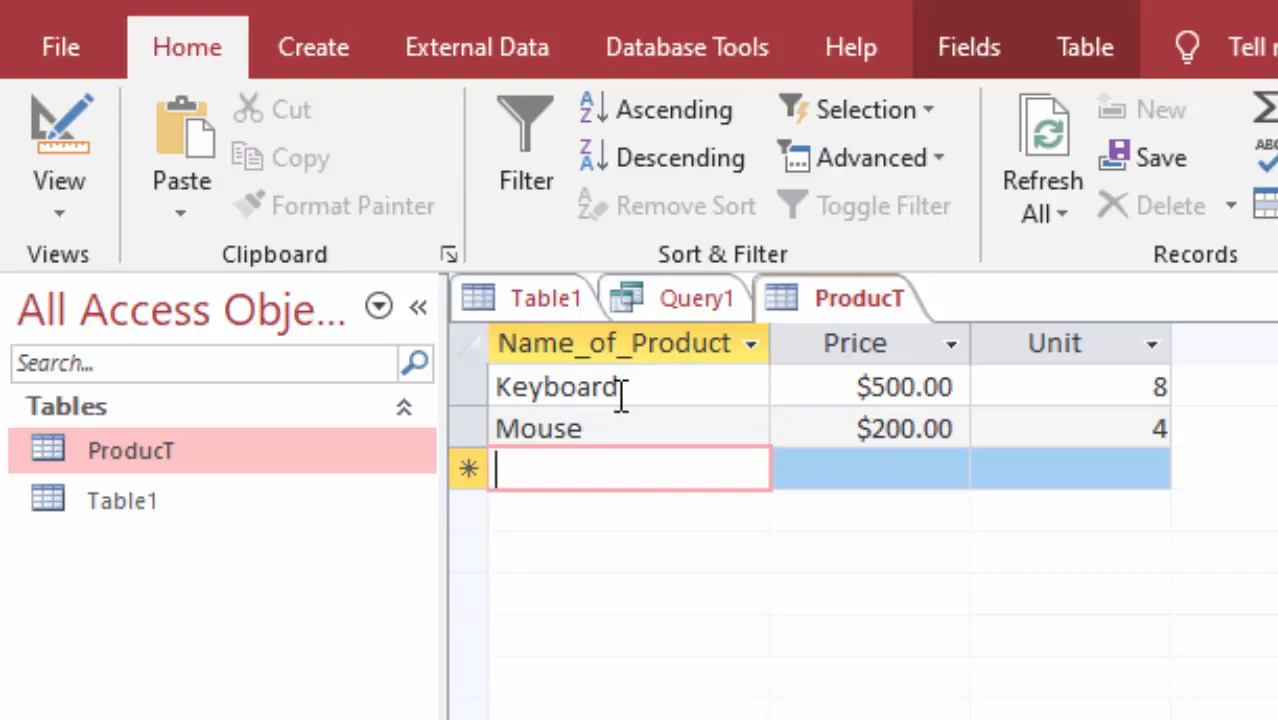 File Home Create External Data Database Tools Help Fields Table Tell
View Paste Cut Copy Format Painter Filter Ascending Descending Remove Sort Selection Advanced Toggle Filter Refresh All New Save Delete
Views Clipboard Sort & Filter Records
All Access Obje... «
Table1 Query1 ProducT
Search...
Name_of_Product Price Unit
Tables
Keyboard $500.00 8
ProducT
Mouse $200.00 4
Table1